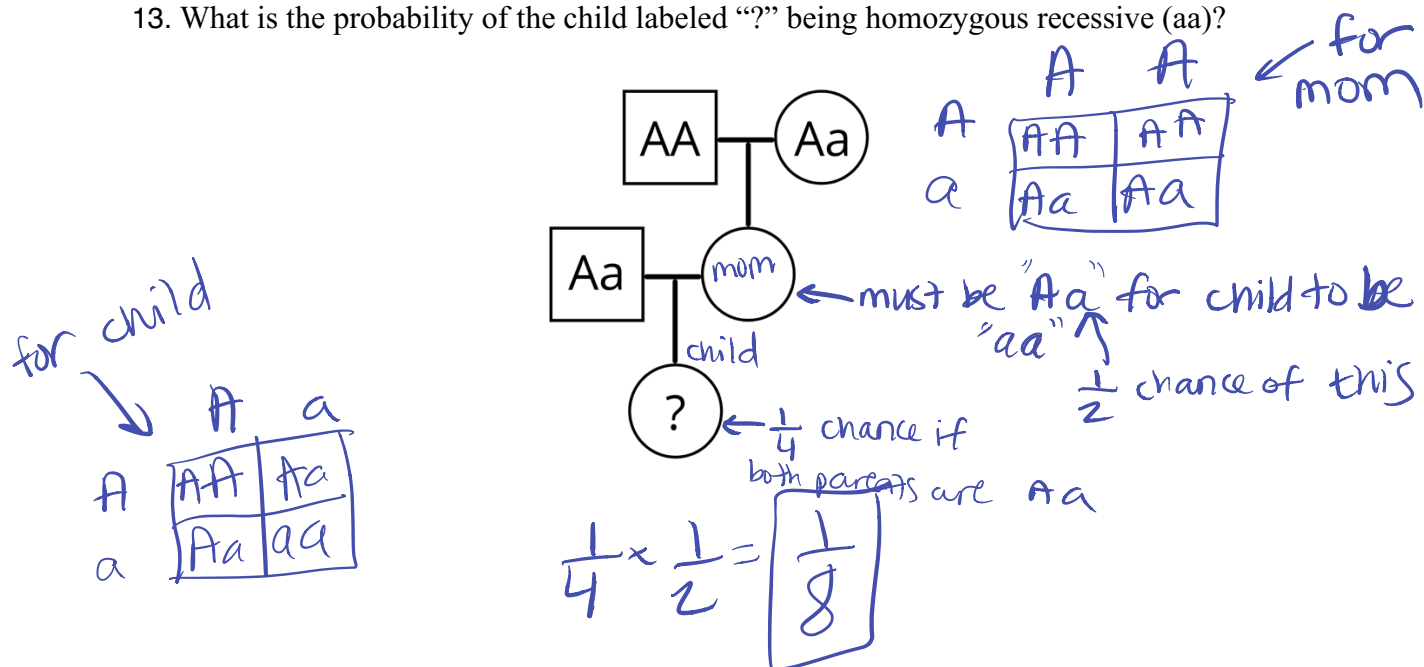 13. What is the probability of the child labeled “?” being homozygous recessive (aa)?
for
mom
A A
A AA AA
a Aa Aa
AA Aa
Aa mom
must be "Aa" for child to be
"aa"
1/2 chance of this
child
?
1/4 chance if
both parents are Aa
for child
A a
A AA Aa
a Aa aa
1/4 x 1/2 = 1/8